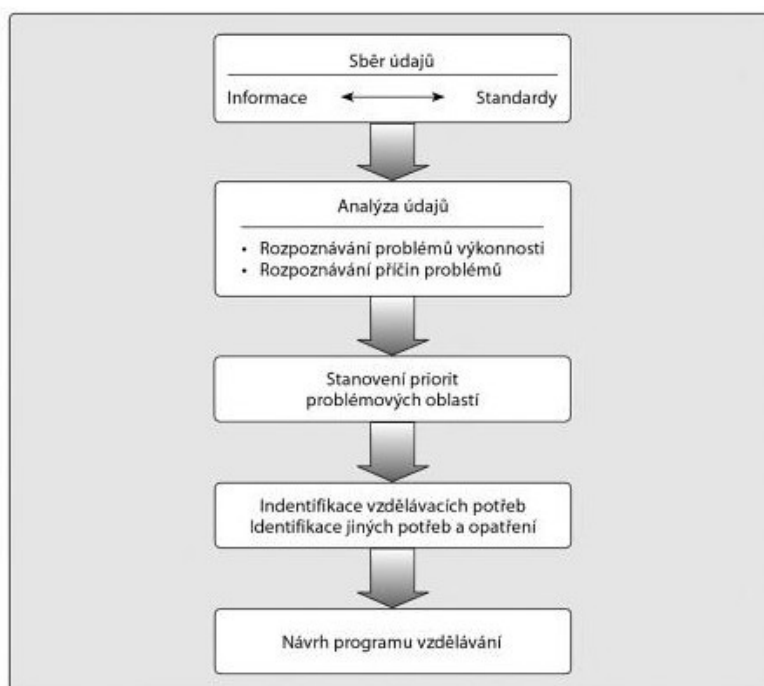 Sběr údajů
Informace Standardy
Analýza údajů
• Rozpoznávání problémů výkonnosti
• Rozpoznávání příčin problémů
Stanovení priorit
problémových oblastí
Indentifikace vzdělávacích potřeb
Identifikace jiných potřeb a opatření
Návrh programu vzdělávání